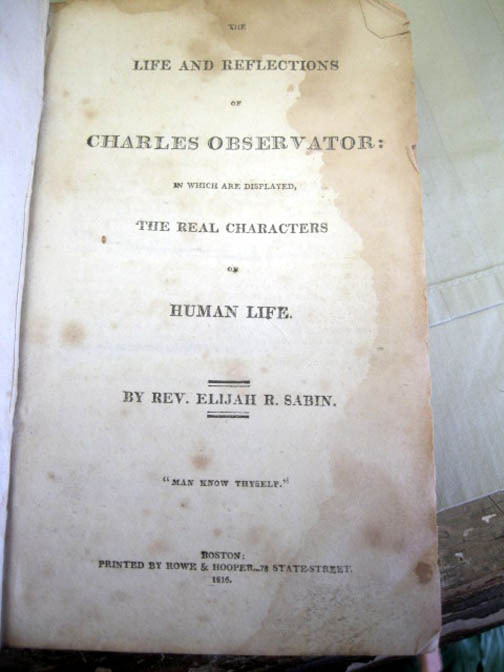 THE
LIFE AND REFLECTIONS
OF
CHARLES OBSERVATOR:
IN WHICH ARE DISPLAYED,
THE REAL CHARACTERS
OF
HUMAN LIFE.
BY REV. ELIJAH R. SABIN.
"MAN KNOW THYSELF."
BOSTON:
PRINTED BY ROWE & HOOPER...78 STATE-STREET.
1816.